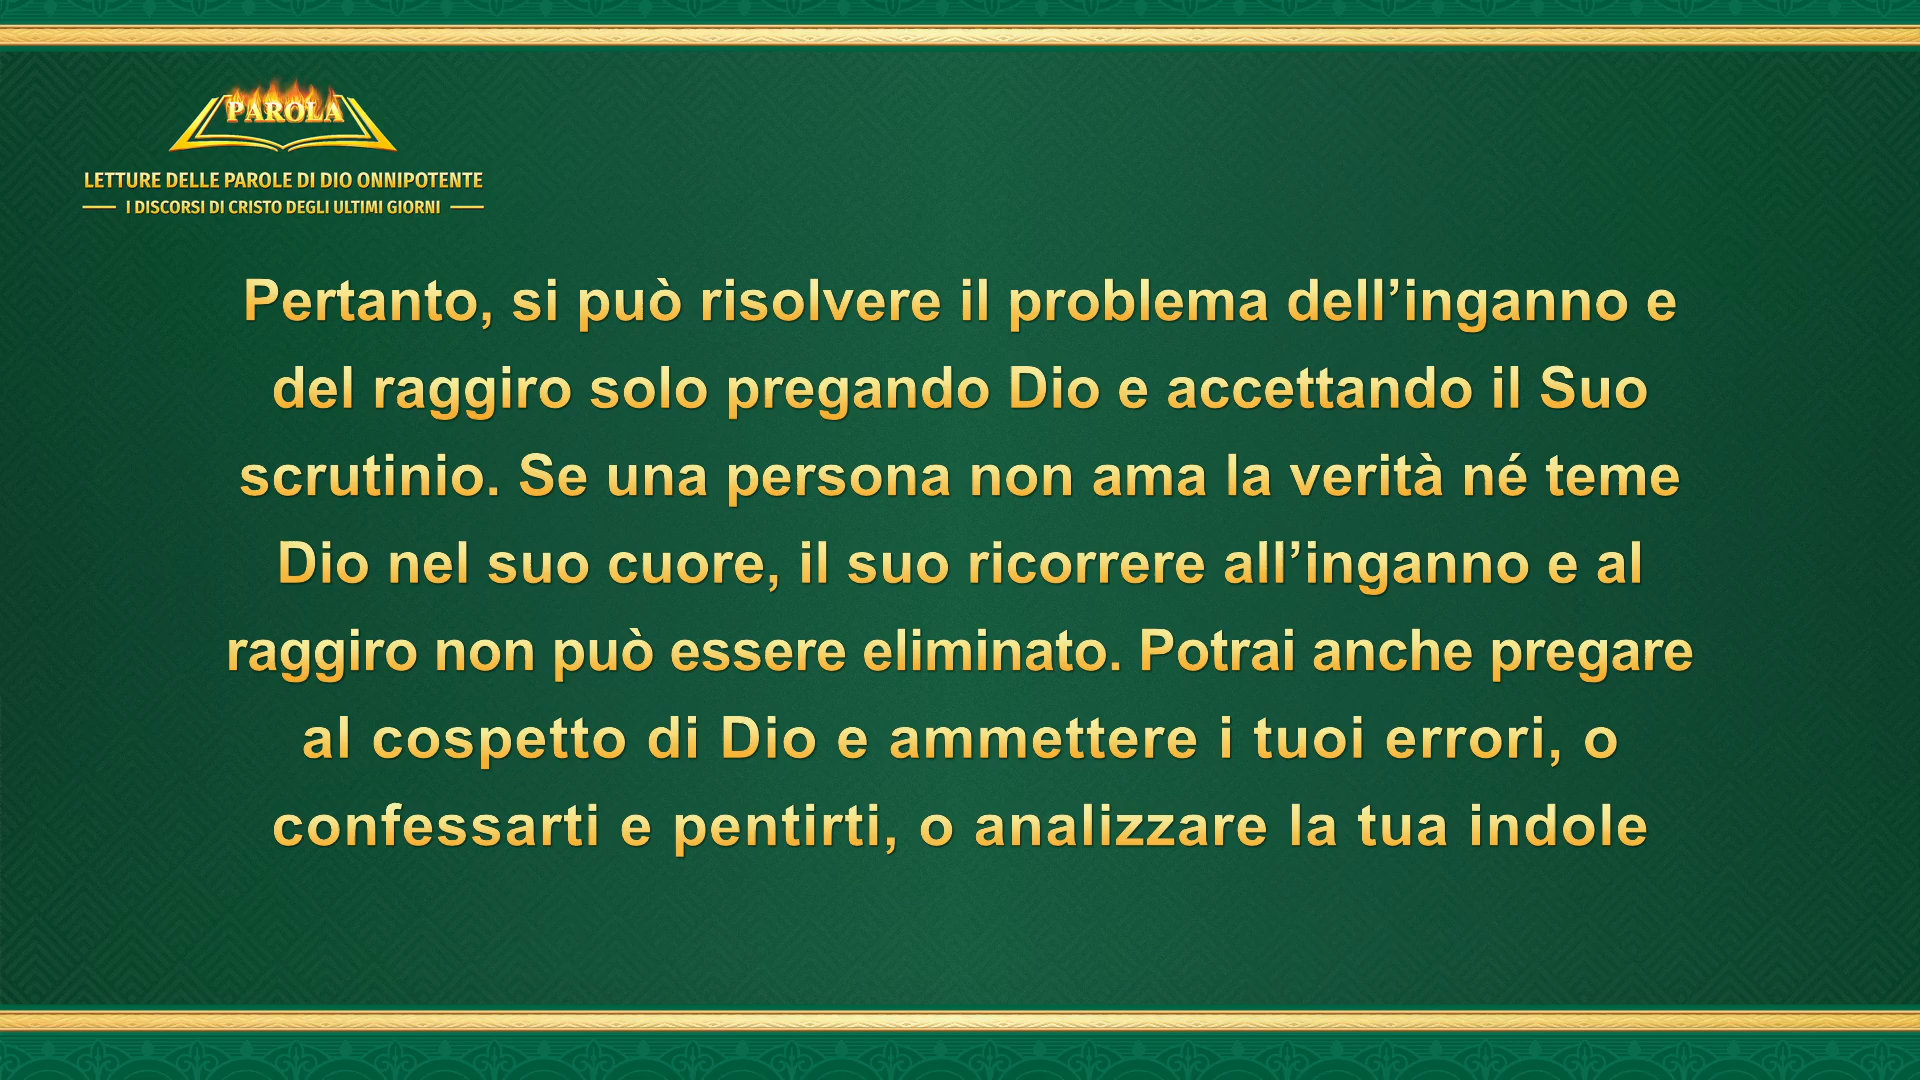 PAROLA
LETTURE DELLE PAROLE DI DIO ONNIPOTENTE
I DISCORSI DI CRISTO DEGLI ULTIMI GIORNI
Pertanto, si può risolvere il problema dell’inganno e
del raggiro solo pregando Dio e accettando il Suo
scrutinio. Se una persona non ama la verità né teme
Dio nel suo cuore, il suo ricorrere all’inganno e al
raggiro non può essere eliminato. Potrai anche pregare
al cospetto di Dio e ammettere i tuoi errori, o
confessarti e pentirti, o analizzare la tua indole